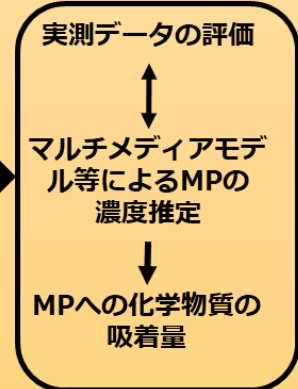 実測データの評価
マルチメディアモデ
ル等によるMPの
濃度推定
MPへの化学物質の
吸着量